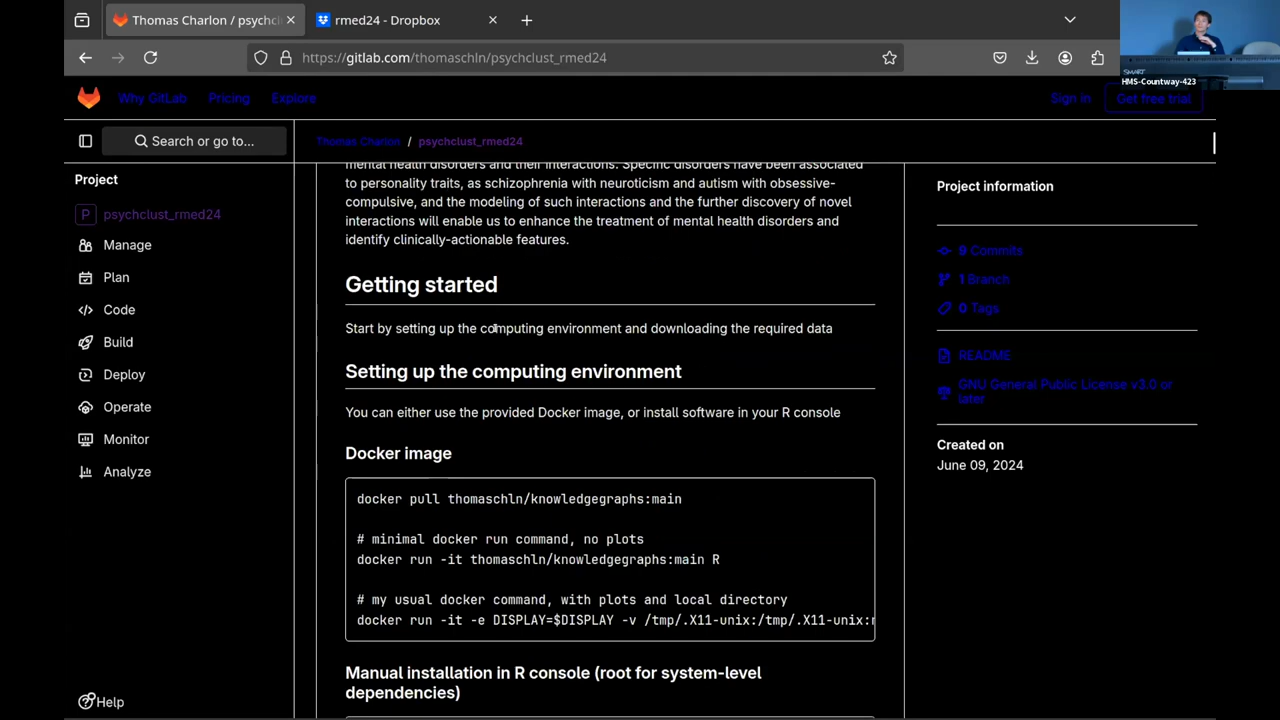 Thomas Charlon / psychcl
rmed24 - Dropbox
https://gitlab.com/thomaschln/psychclust_rmed24
SMART
HMS-Countway-423
Why GitLab
Pricing
Explore
Sign in
Get free trial
Search or go to...
Thomas Charlon / psychclust_rmed24
Project
P psychclust_rmed24
Manage
Plan
Code
Build
Deploy
Operate
Monitor
Analyze
Help
mental health disorders and their interactions. Specific disorders have been associated
to personality traits, as schizophrenia with neuroticism and autism with obsessive-
compulsive, and the modeling of such interactions and the further discovery of novel
interactions will enable us to enhance the treatment of mental health disorders and
identify clinically-actionable features.
Getting started
Start by setting up the computing environment and downloading the required data
Setting up the computing environment
You can either use the provided Docker image, or install software in your R console
Docker image
docker pull thomaschln/knowledgegraphs:main
# minimal docker run command, no plots
docker run -it thomaschln/knowledgegraphs:main R
# my usual docker command, with plots and local directory
docker run -it -e DISPLAY=$DISPLAY -v /tmp/.X11-unix:/tmp/.X11-unix:r
Manual installation in R console (root for system-level
dependencies)
Project information
9 Commits
1 Branch
0 Tags
README
GNU General Public License v3.0 or
later
Created on
June 09, 2024